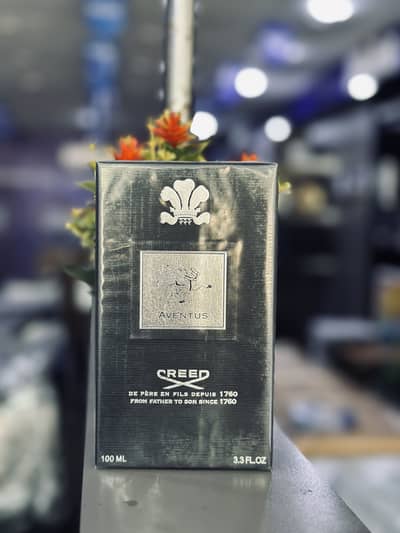 AVENTUS
CREED
DE PÈRE EN FILS DEPUIS 1760
FROM FATHER TO SON SINCE 1760
100 ML 3.3 FL.OZ